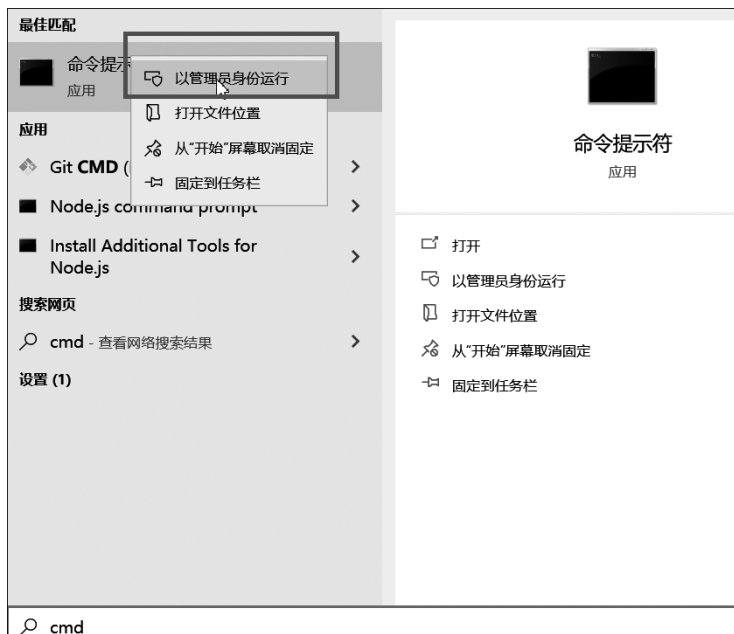 最佳匹配
命令提示
应用
以管理员身份运行
打开文件位置
从“开始”屏幕取消固定
固定到任务栏
应用
Git CMD (
Node.js command prompt
Install Additional Tools for
Node.js
搜索网页
cmd - 查看网络搜索结果
设置 (1)
cmd
命令提示符
应用
打开
以管理员身份运行
打开文件位置
从“开始”屏幕取消固定
固定到任务栏